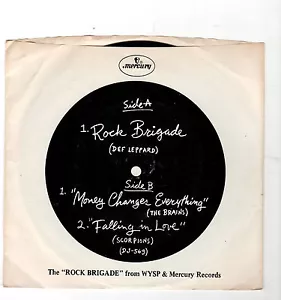 mercury
Side A
1. Rock Brigade
(DEF LEPPARD)
Side B
1. "Money Changes Everything"
(THE BRAINS)
2. "Falling in Love"
(SCORPIONS)
(DJ-569)
The "ROCK BRIGADE" from WYSP & Mercury Records